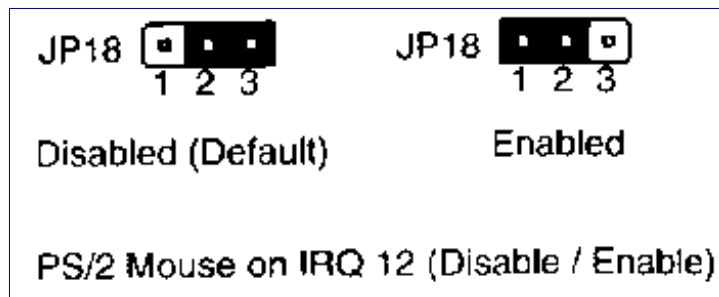 JP18 JP18
1 2 3 1 2 3
Disabled (Default) Enabled
PS/2 Mouse on IRQ 12 (Disable / Enable)